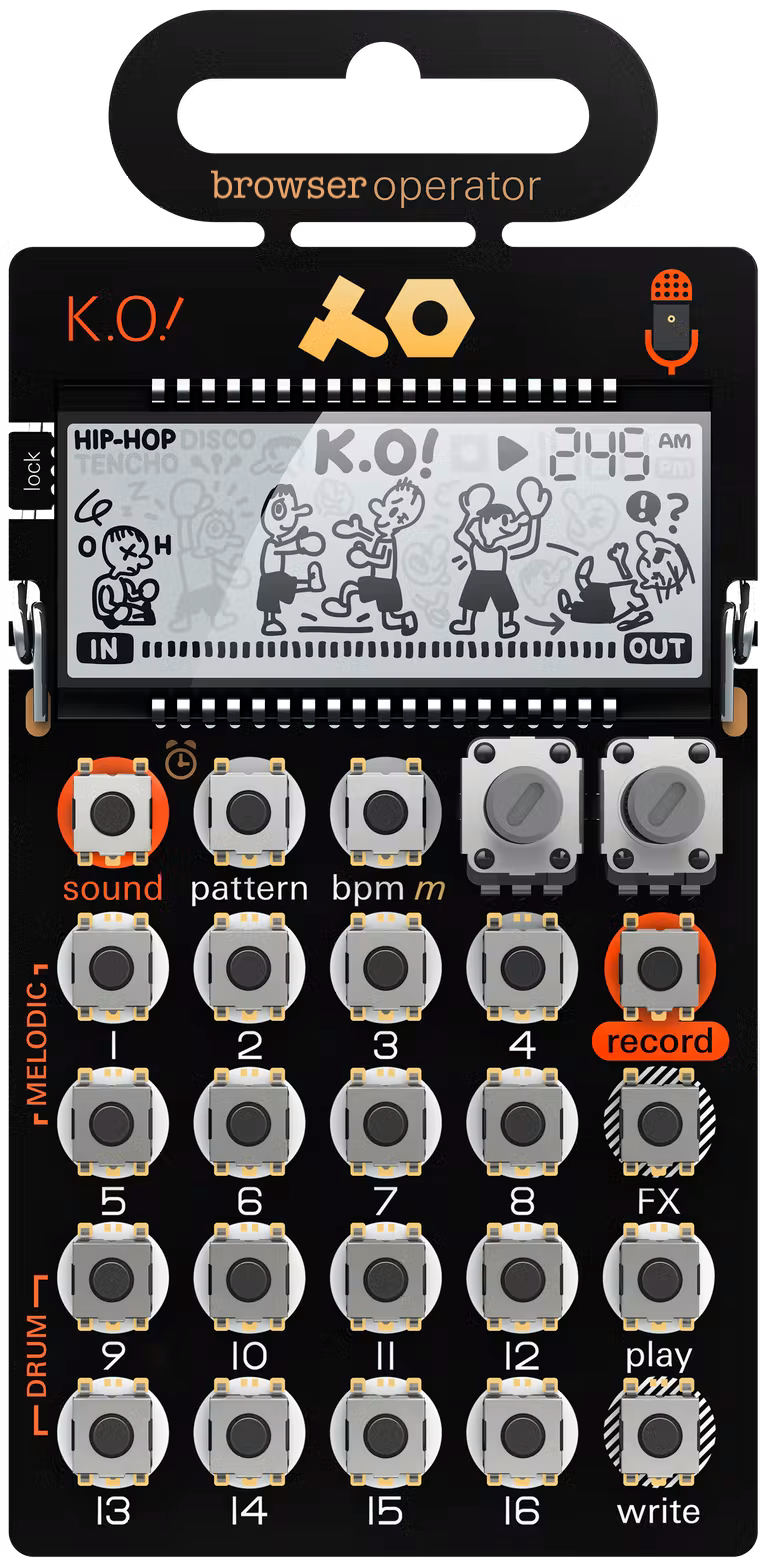 browser operator
K.O!
lock
HIP-HOP DISCO K.O! 245 AM
TENCHO PM
! ?
O H
IN OUT
sound pattern bpm m
MELODIC
1 2 3 4 record
5 6 7 8 FX
DRUM
9 10 11 12 play
13 14 15 16 write